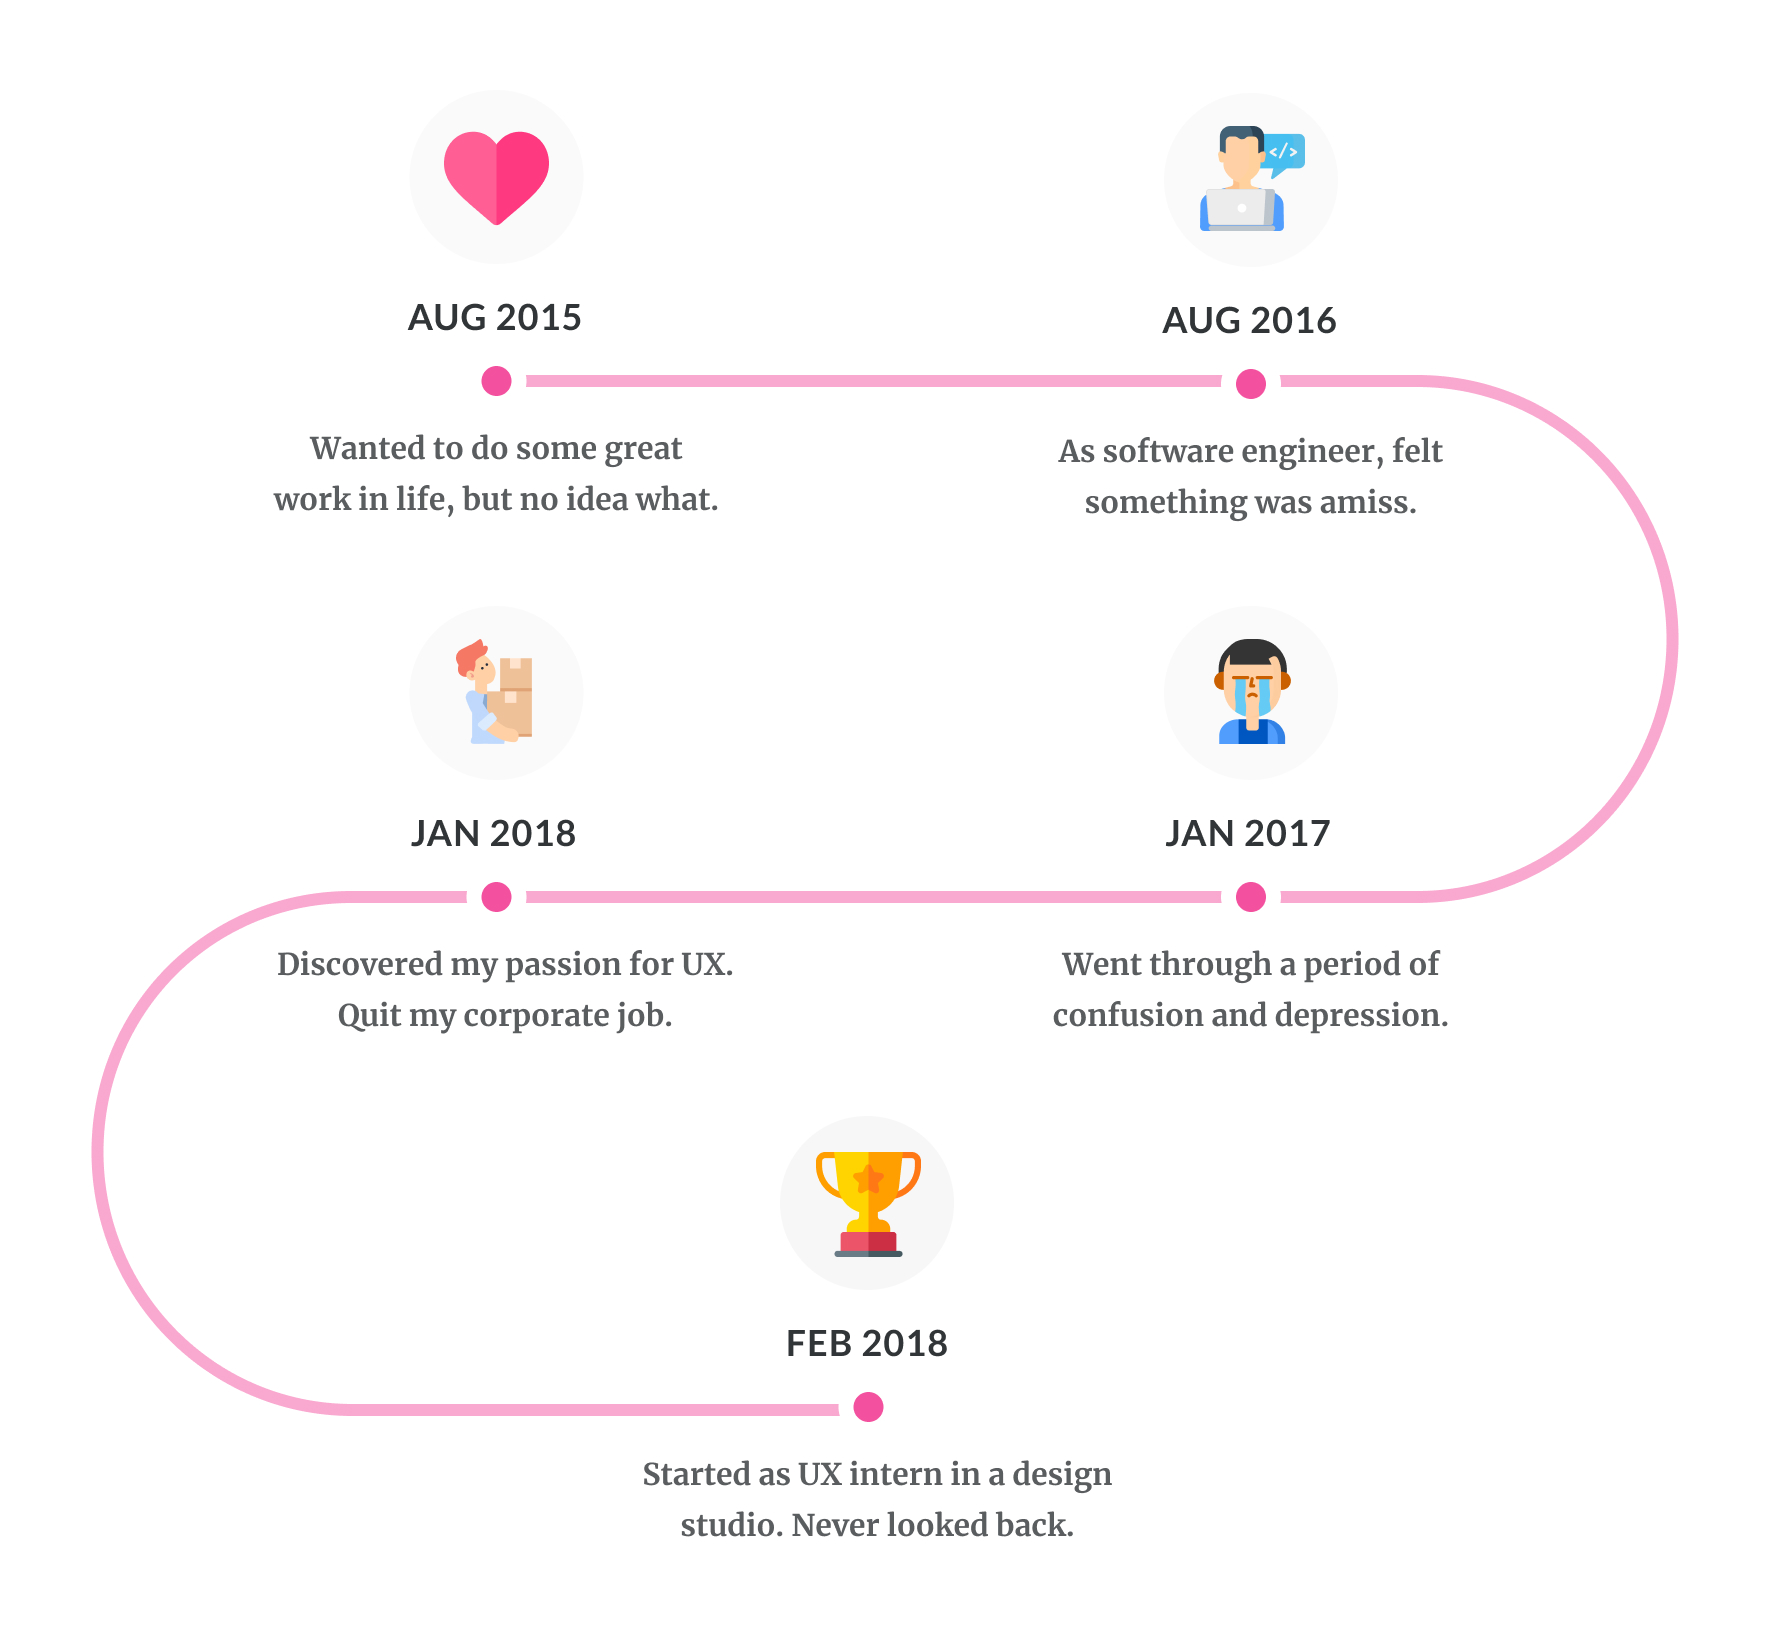 AUG 2015
Wanted to do some great
work in life, but no idea what.
</>
AUG 2016
As software engineer, felt
something was amiss.
JAN 2017
Went through a period of
confusion and depression.
JAN 2018
Discovered my passion for UX.
Quit my corporate job.
FEB 2018
Started as UX intern in a design
studio. Never looked back.